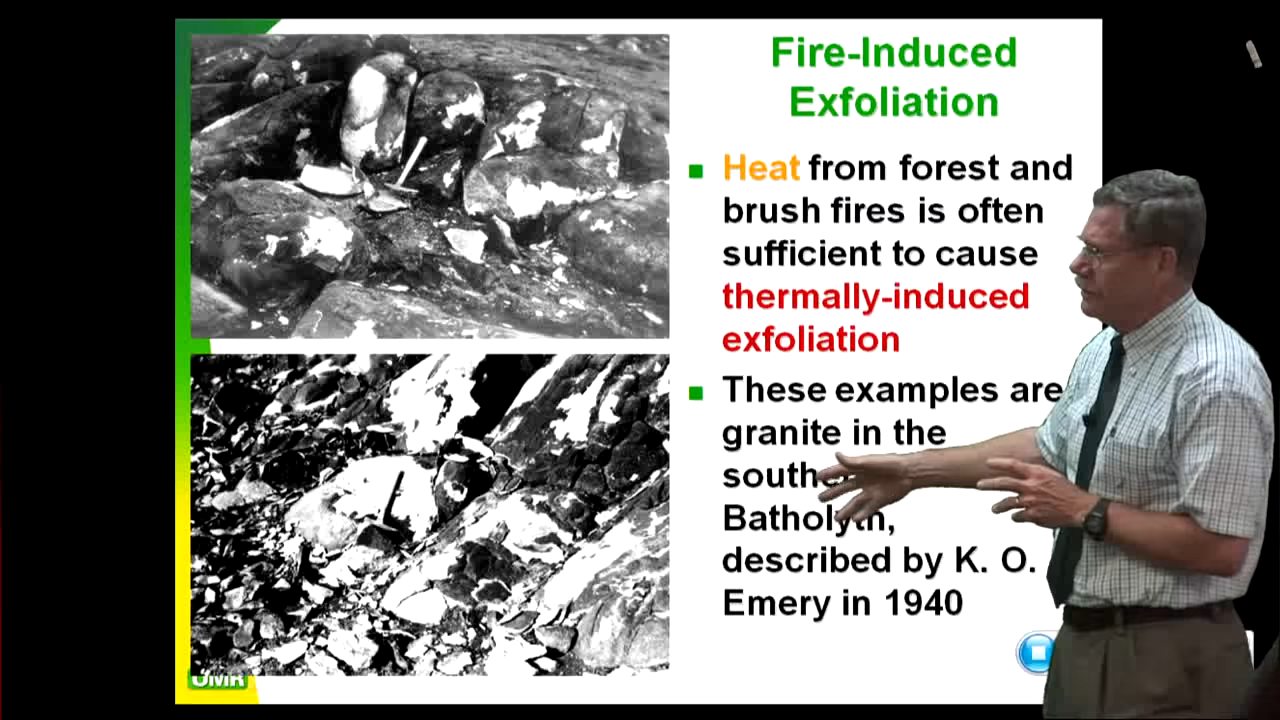 Fire-Induced
Exfoliation
Heat from forest and
brush fires is often
sufficient to cause
thermally-induced
exfoliation
These examples are
granite in the
Batholyth,
described by K. O.
Emery in 1940
UMR